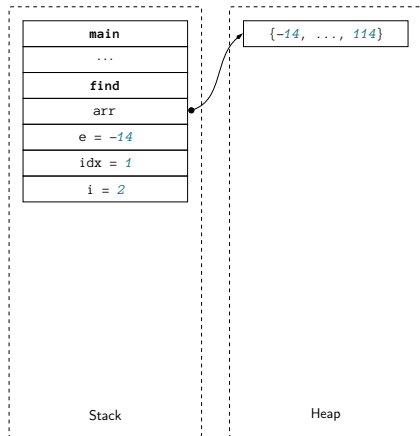 main
...
find
arr
e = -14
idx = 1
i = 2
Stack
{-14, ..., 114}
Heap